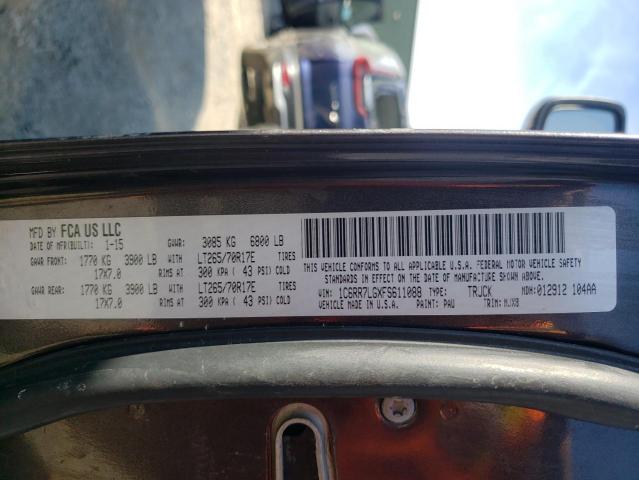 MFD BY FCA US LLC
DATE OF MFR(BUILT): 1-15 GVWR: 3085 KG 6800 LB
GAWR FRONT: 1770 KG 3900 LB WITH LT265/70R17E TIRES
17X7.0 RIMS AT 300 KPA ( 43 PSI) COLD
GAWR REAR: 1770 KG 3900 LB WITH LT265/70R17E TIRES
17X7.0 RIMS AT 300 KPA ( 43 PSI) COLD
THIS VEHICLE CONFORMS TO ALL APPLICABLE U.S.A. FEDERAL MOTOR VEHICLE SAFETY
STANDARDS IN EFFECT ON THE DATE OF MANUFACTURE SHOWN ABOVE.
VIN: 1C6RR7LGXFS611088 TYPE: TRUCK MDH: 012912 104AA
VEHICLE MADE IN U.S.A. PAINT: PAU TRIM: MJX8